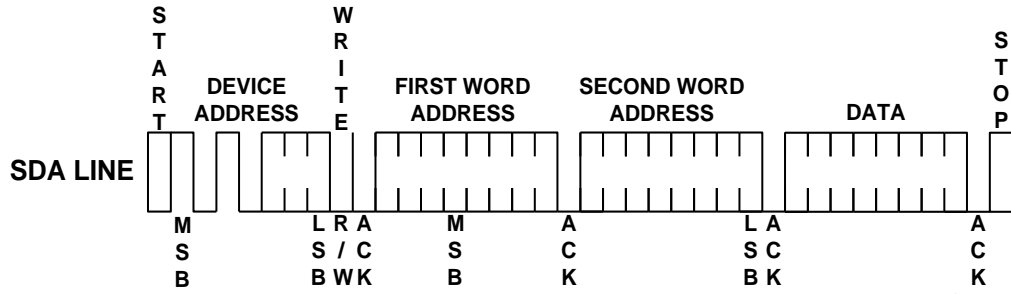 START
WRITE
STOP
DEVICE
ADDRESS
FIRST WORD
ADDRESS
SECOND WORD
ADDRESS
DATA
SDA LINE
MSB
LSB
R/W
ACK
MSB
ACK
LSB
ACK
ACK